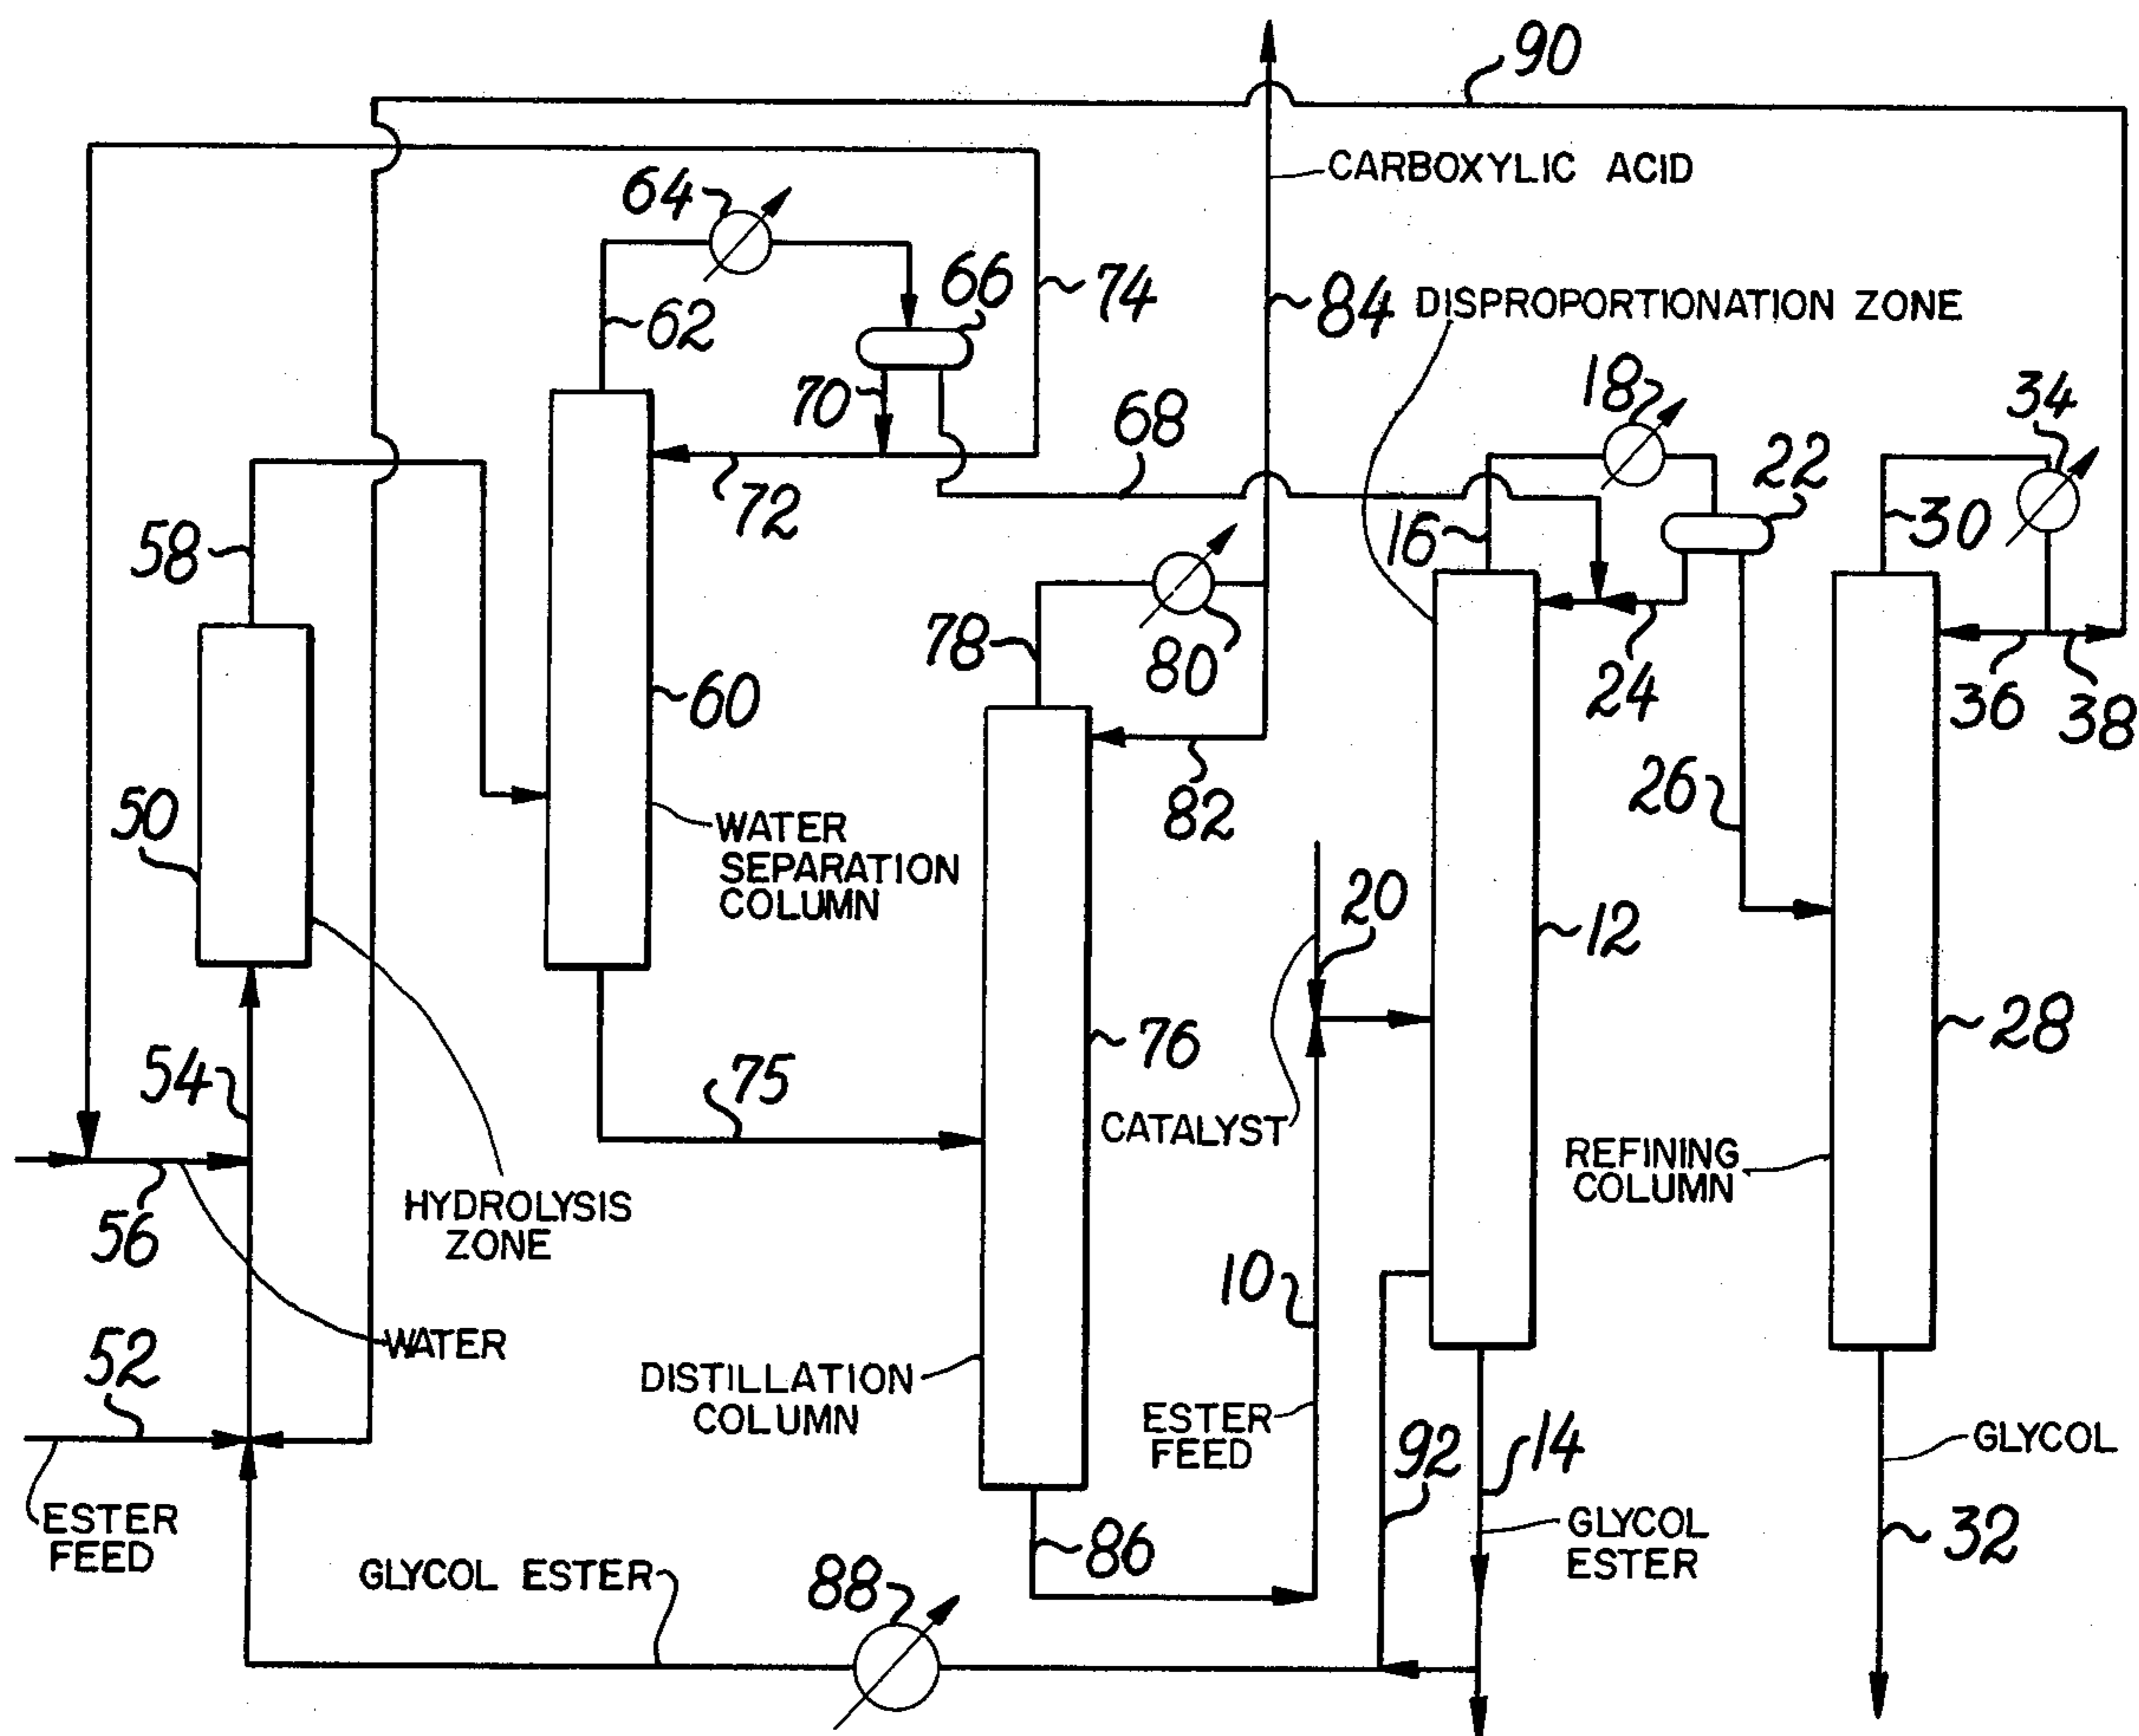 90
CARBOXYLIC ACID
64
66
74
84
DISPROPORTIONATION ZONE
62
70
68
18
34
22
72
58
16
30
78
80
24
36
38
60
26
82
50
WATER
SEPARATION
COLUMN
20
12
28
76
54
75
CATALYST
REFINING
COLUMN
56
HYDROLYSIS
ZONE
10
WATER
52
DISTILLATION
COLUMN
ESTER
FEED
92
14
GLYCOL
ESTER
FEED
GLYCOL
ESTER
32
86
GLYCOL ESTER
88